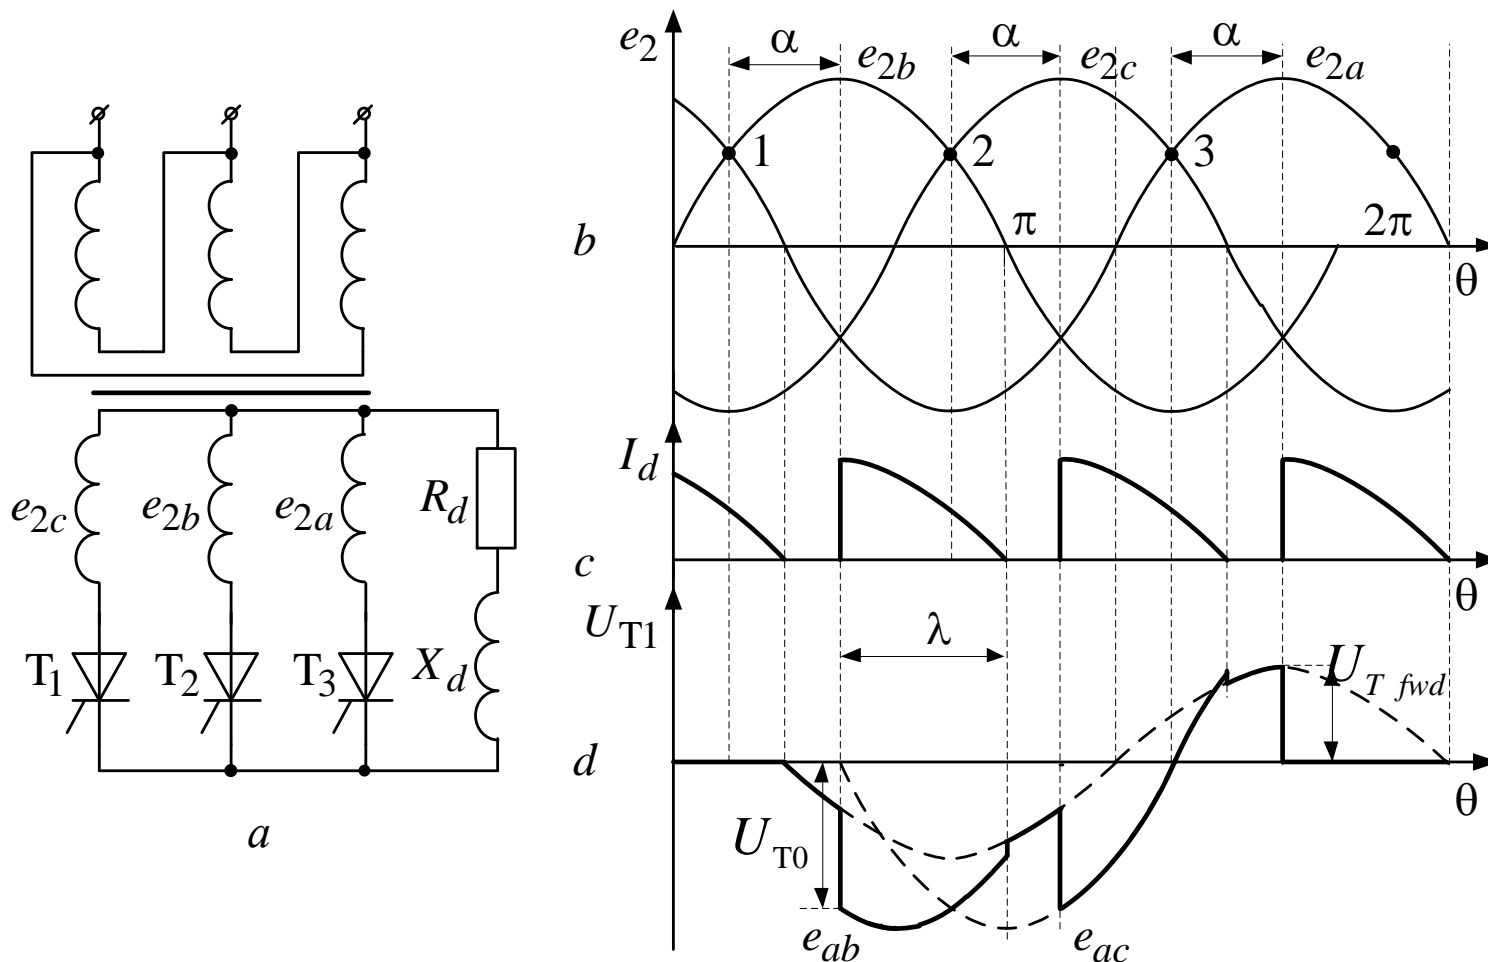 e2 α e2b α e2c α e2a
1 2 3
b π 2π
θ
Id
c
θ
e2c e2b e2a Rd
UT1
λ
T1 T2 T3 Xd
UT fwd
d
θ
UT0
a
eab eac